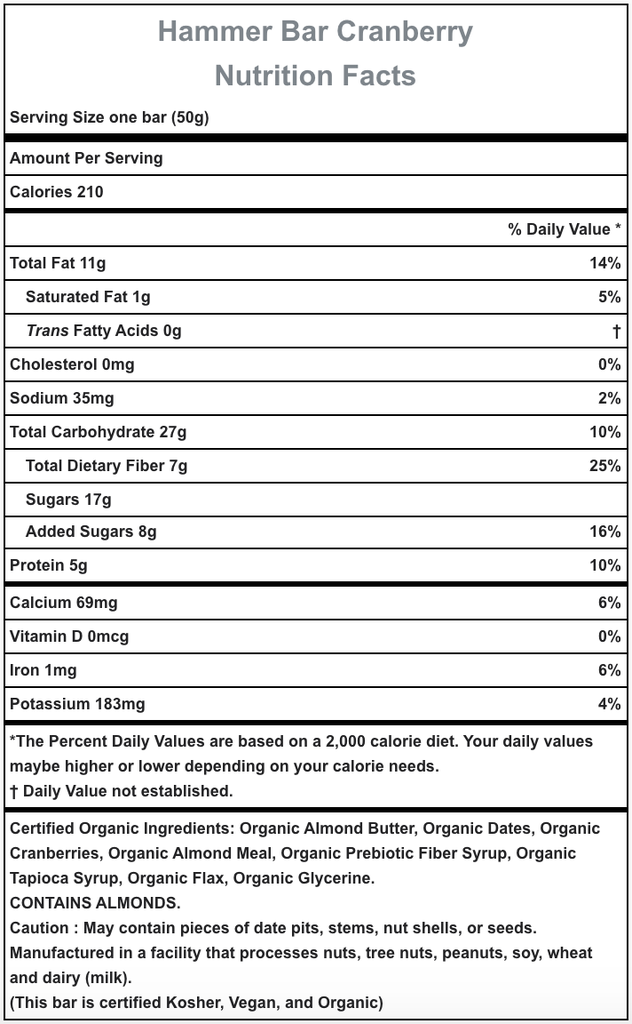 Hammer Bar Cranberry
Nutrition Facts
Serving Size one bar (50g)
Amount Per Serving
Calories 210
% Daily Value *
Total Fat 11g 14%
Saturated Fat 1g 5%
Trans Fatty Acids 0g †
Cholesterol 0mg 0%
Sodium 35mg 2%
Total Carbohydrate 27g 10%
Total Dietary Fiber 7g 25%
Sugars 17g
Added Sugars 8g 16%
Protein 5g 10%
Calcium 69mg 6%
Vitamin D 0mcg 0%
Iron 1mg 6%
Potassium 183mg 4%
*The Percent Daily Values are based on a 2,000 calorie diet. Your daily values
maybe higher or lower depending on your calorie needs.
† Daily Value not established.
Certified Organic Ingredients: Organic Almond Butter, Organic Dates, Organic
Cranberries, Organic Almond Meal, Organic Prebiotic Fiber Syrup, Organic
Tapioca Syrup, Organic Flax, Organic Glycerine.
CONTAINS ALMONDS.
Caution : May contain pieces of date pits, stems, nut shells, or seeds.
Manufactured in a facility that processes nuts, tree nuts, peanuts, soy, wheat
and dairy (milk).
(This bar is certified Kosher, Vegan, and Organic)